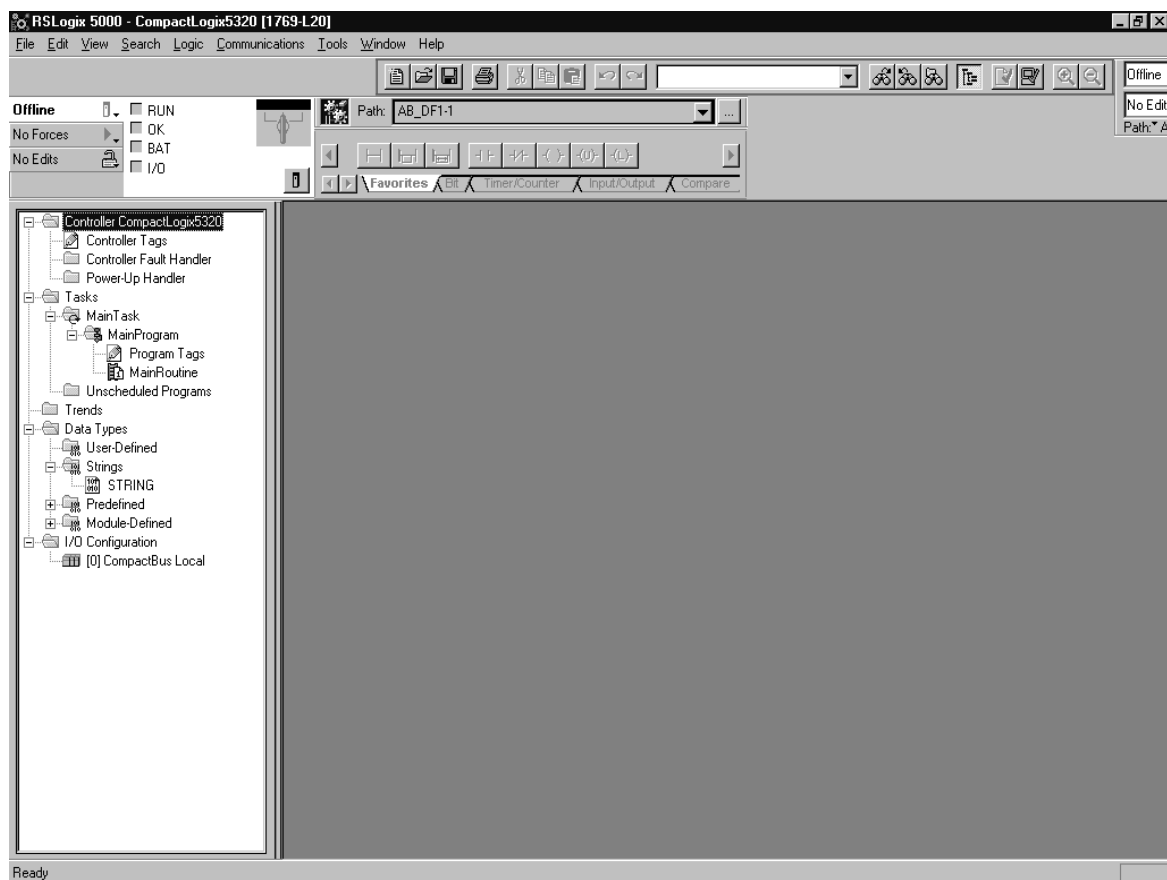 RSLogix 5000 - CompactLogix5320 [1769-L20]
File Edit View Search Logic Communications Tools Window Help
Offline
No Edit
Path:
Offline
RUN
No Forces
OK
BAT
No Edits
I/O
Path: AB_DF1-1
...
Favorites Bit Timer/Counter Input/Output Compare
Controller CompactLogix5320
Controller Tags
Controller Fault Handler
Power-Up Handler
Tasks
MainTask
MainProgram
Program Tags
MainRoutine
Unscheduled Programs
Trends
Data Types
User-Defined
Strings
STRING
Predefined
Module-Defined
I/O Configuration
[0] CompactBus Local
Ready